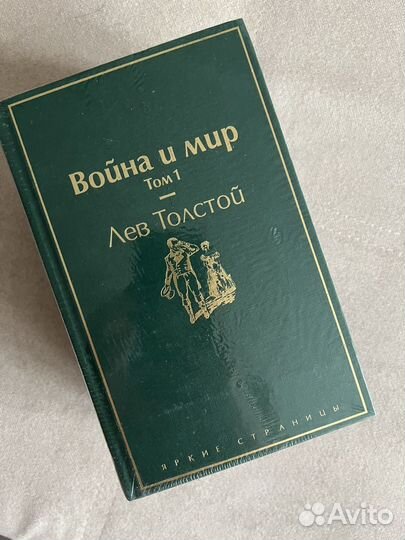 Война и мир
Том 1
Лев Толстой
ЯРКИЕ СТРАНИЦЫ
Avito